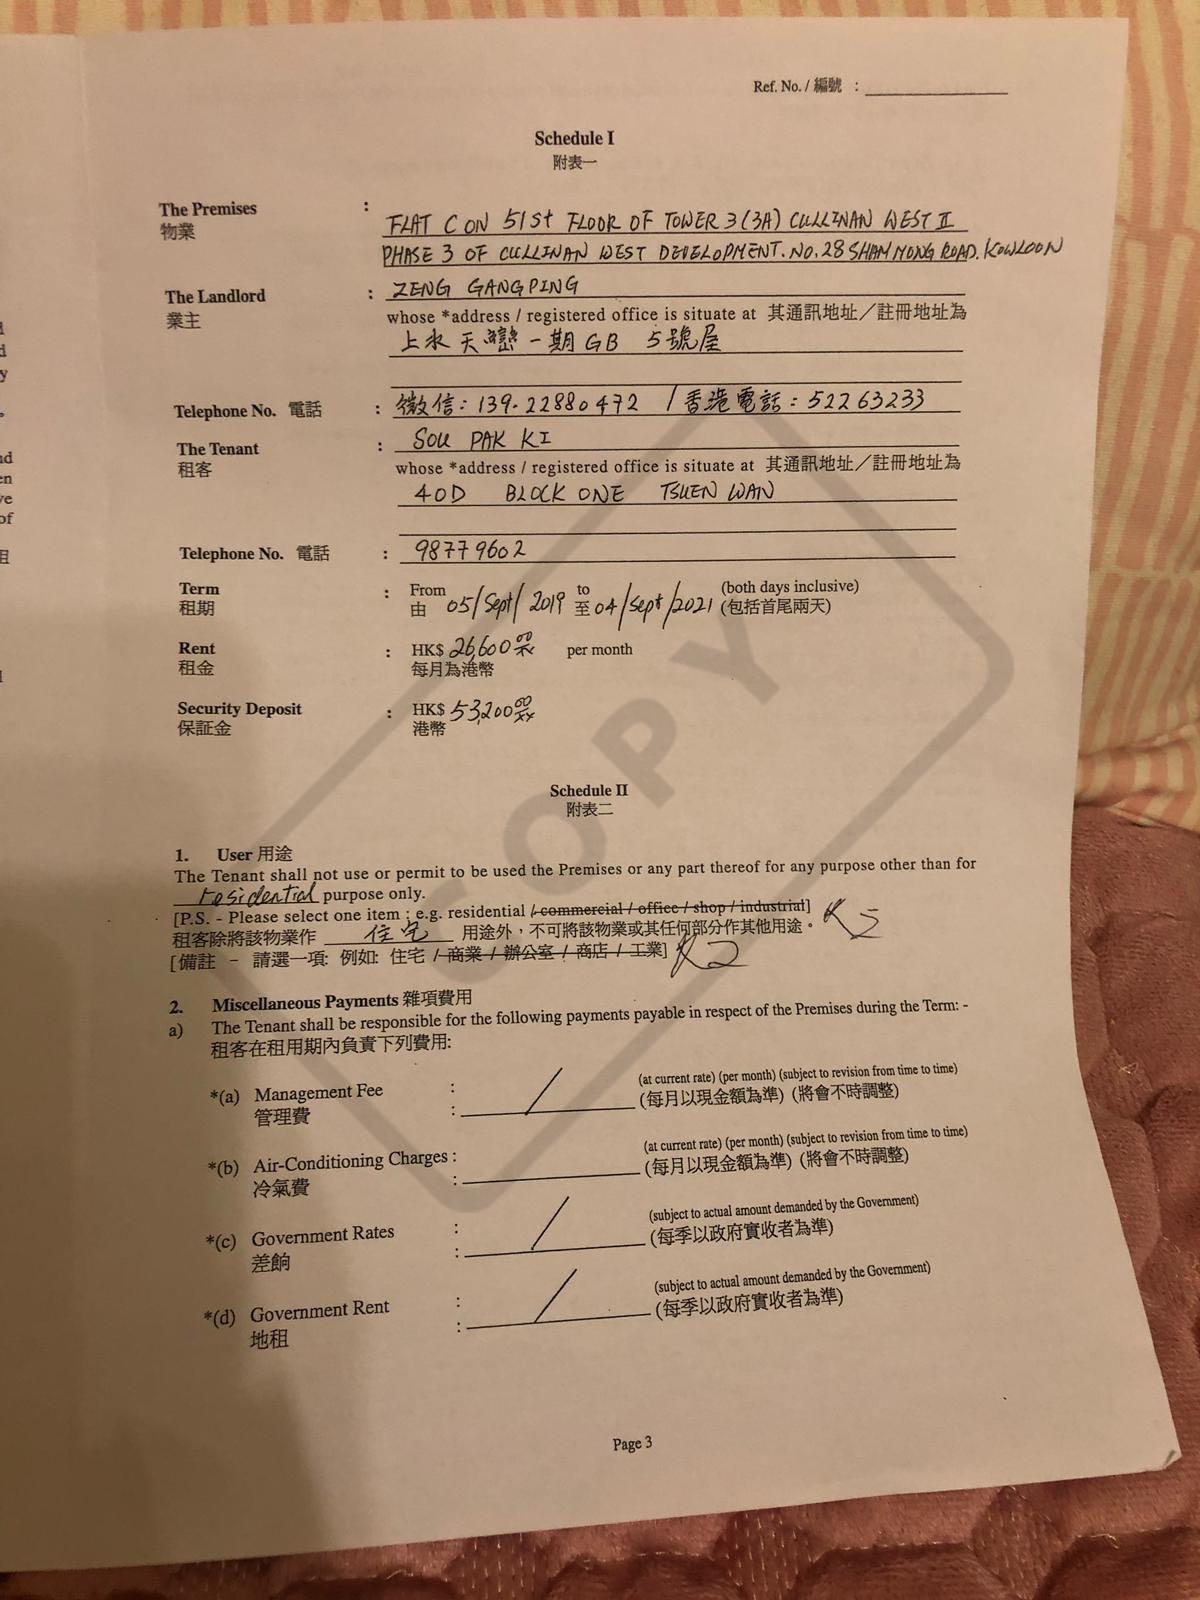 Ref. No. / 編號 :
Schedule I
附表一
The Premises : FLAT C ON 51st FLOOR OF TOWER 3 (3A) CULLINAN WEST II
物業 PHASE 3 OF CULLINAN WEST DEVELOPMENT. NO. 28 SHAM MONG ROAD. KOWLOON
The Landlord : ZENG GANGPING
業主 whose *address / registered office is situate at 其通訊地址／註冊地址為
上水天巒一期GB 5號屋
Telephone No. 電話 : 微信: 139.22880472 / 香港電話: 52263233
The Tenant : SOU PAK KI
租客 whose *address / registered office is situate at 其通訊地址／註冊地址為
40D BLOCK ONE TSUEN WAN
Telephone No. 電話 : 98779602
Term : From 05/Sept/2019 to 04/Sept/2021 (both days inclusive)
租期 由 至 (包括首尾兩天)
Rent : HK$ 26,600 00/xx per month
租金 每月為港幣
Security Deposit : HK$ 53,200 00/xx
保証金 港幣
Schedule II
附表二
1. User 用途
The Tenant shall not use or permit to be used the Premises or any part thereof for any purpose other than for
residential purpose only.
[P.S. - Please select one item : e.g. residential / commercial / office / shop / industrial]
租客除將該物業作 住宅 用途外，不可將該物業或其任何部分作其他用途。
[備註 － 請選一項: 例如: 住宅 / 商業 / 辦公室 / 商店 / 工業]
2. Miscellaneous Payments 雜項費用
a) The Tenant shall be responsible for the following payments payable in respect of the Premises during the Term: -
租客在租用期內負責下列費用:
*(a) Management Fee : / (at current rate) (per month) (subject to revision from time to time)
管理費 : (每月以現金額為準) (將會不時調整)
*(b) Air-Conditioning Charges : (at current rate) (per month) (subject to revision from time to time)
冷氣費 : (每月以現金額為準) (將會不時調整)
*(c) Government Rates : / (subject to actual amount demanded by the Government)
差餉 : (每季以政府實收者為準)
*(d) Government Rent : / (subject to actual amount demanded by the Government)
地租 : (每季以政府實收者為準)
Page 3
COPY